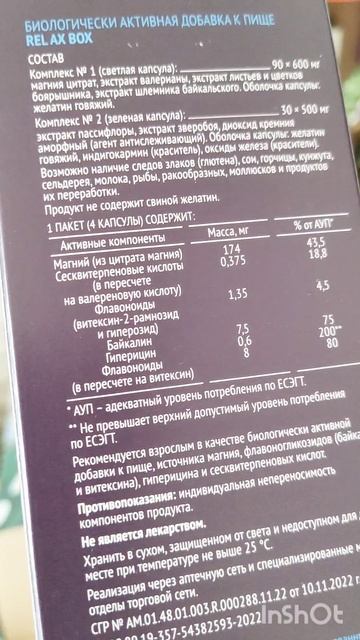 БИОЛОГИЧЕСКИ АКТИВНАЯ ДОБАВКА К ПИЩЕ
RELAX BOX
СОСТАВ
Комплекс № 1 (светлая капсула): 90 × 600 мг
магния цитрат, экстракт валерианы, экстракт листьев и цветков
боярышника, экстракт шлемника байкальского. Оболочка капсулы:
желатин говяжий.
Комплекс № 2 (зеленая капсула): 30 × 500 мг
экстракт пассифлоры, экстракт зверобоя, диоксид кремния
аморфный (агент антислеживающий). Оболочка капсулы: желатин
говяжий, индигокармин (краситель), оксиды железа (красители).
Возможно наличие следов злаков (глютена), сои, горчицы, кунжута,
сельдерея, молока, рыбы, ракообразных, моллюсков и продуктов
их переработки.
Продукт не содержит свиной желатин.
1 ПАКЕТ (4 КАПСУЛЫ) СОДЕРЖИТ:
Активные компоненты Масса, мг % от АУП*
Магний (из цитрата магния) 174 43,5
Сесквитерпеновые кислоты 0,375 18,8
(в пересчете
на валереновую кислоту)
Флавоноиды 1,35 4,5
(витексин-2-рамнозид
и гиперозид)
Байкалин 7,5 75
Гиперицин 0,6 200**
Флавоноиды 8 80
(в пересчете на витексин)
* АУП – адекватный уровень потребления по ЕСЭГТ.
** Не превышает верхний допустимый уровень потребления
по ЕСЭГТ.
Рекомендуется взрослым в качестве биологически активной
добавки к пище, источника магния, флавоногликозидов (байка
и витексина), гиперицина и сесквитерпеновых кислот.
Противопоказания: индивидуальная непереносимость
компонентов продукта.
Не является лекарством.
Хранить в сухом, защищенном от света и недоступном для
месте при температуре не выше 25 °С.
Реализация через аптечную сеть и специализированные м
отделы торговой сети.
СГР № AM.01.48.01.003.R.000288.11.22 от 10.11.2022 г
19-357-54382593-2022
InShOt